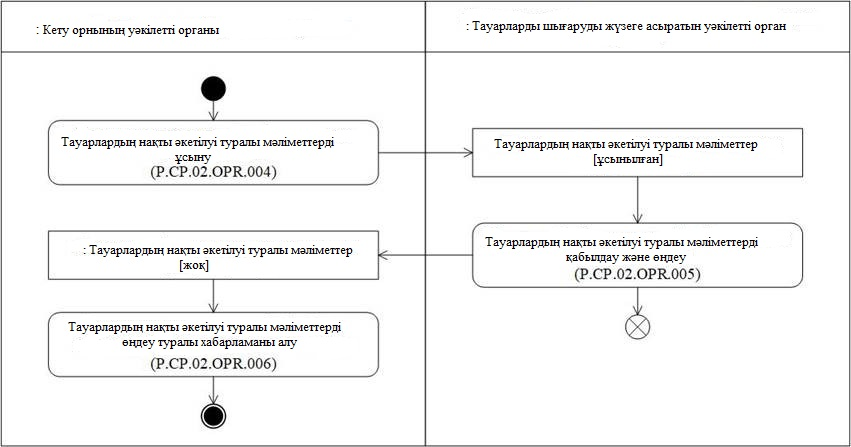 : Кету орнының уәкілетті органы
: Тауарларды шығаруды жүзеге асыратын уәкілетті орган
Тауарлардың нақты әкетілуі туралы мәліметтерді
ұсыну
(P.CP.02.OPR.004)
Тауарлардың нақты әкетілуі туралы мәліметтер
[ұсынылған]
Тауарлардың нақты әкетілуі туралы мәліметтерді
қабылдау және өңдеу
(P.CP.02.OPR.005)
: Тауарлардың нақты әкетілуі туралы мәліметтер
[жоқ]
Тауарлардың нақты әкетілуі туралы мәліметтерді
өңдеу туралы хабарламаны алу
(P.CP.02.OPR.006)